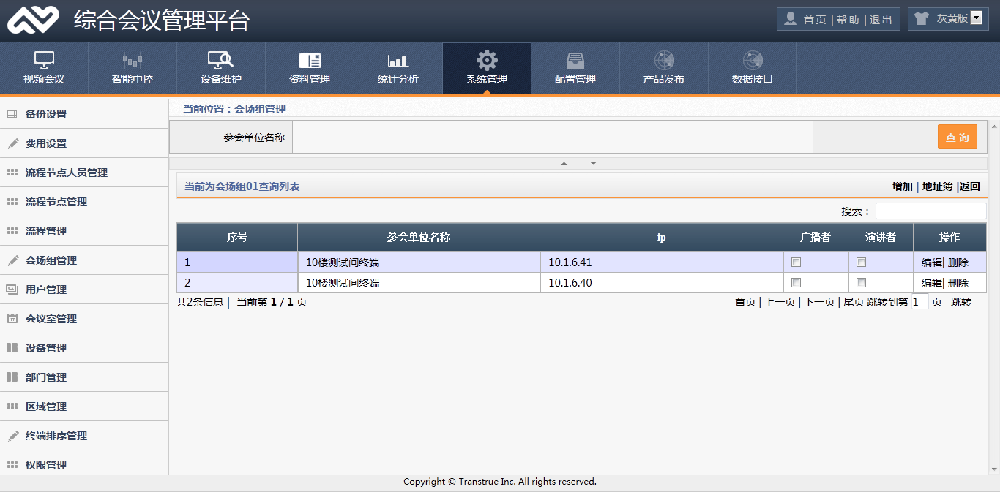 综合会议管理平台
首页 | 帮助 | 退出
灰黄版
视频会议 智能中控 设备维护 资料管理 统计分析 系统管理 配置管理 产品发布 数据接口
备份设置
费用设置
流程节点人员管理
流程节点管理
流程管理
会场组管理
用户管理
会议室管理
设备管理
部门管理
区域管理
终端排序管理
权限管理
当前位置：会场组管理
参会单位名称
查 询
当前为会场组01查询列表
增加 | 地址簿 |返回
搜索：
序号 参会单位名称 ip 广播者 演讲者 操作
1 10楼测试间终端 10.1.6.41 编辑| 删除
2 10楼测试间终端 10.1.6.40 编辑| 删除
共2条信息 | 当前第 1 / 1 页
首页 | 上一页 | 下一页 | 尾页 跳转到第 1 页 跳转
Copyright © Transtrue Inc. All rights reserved.